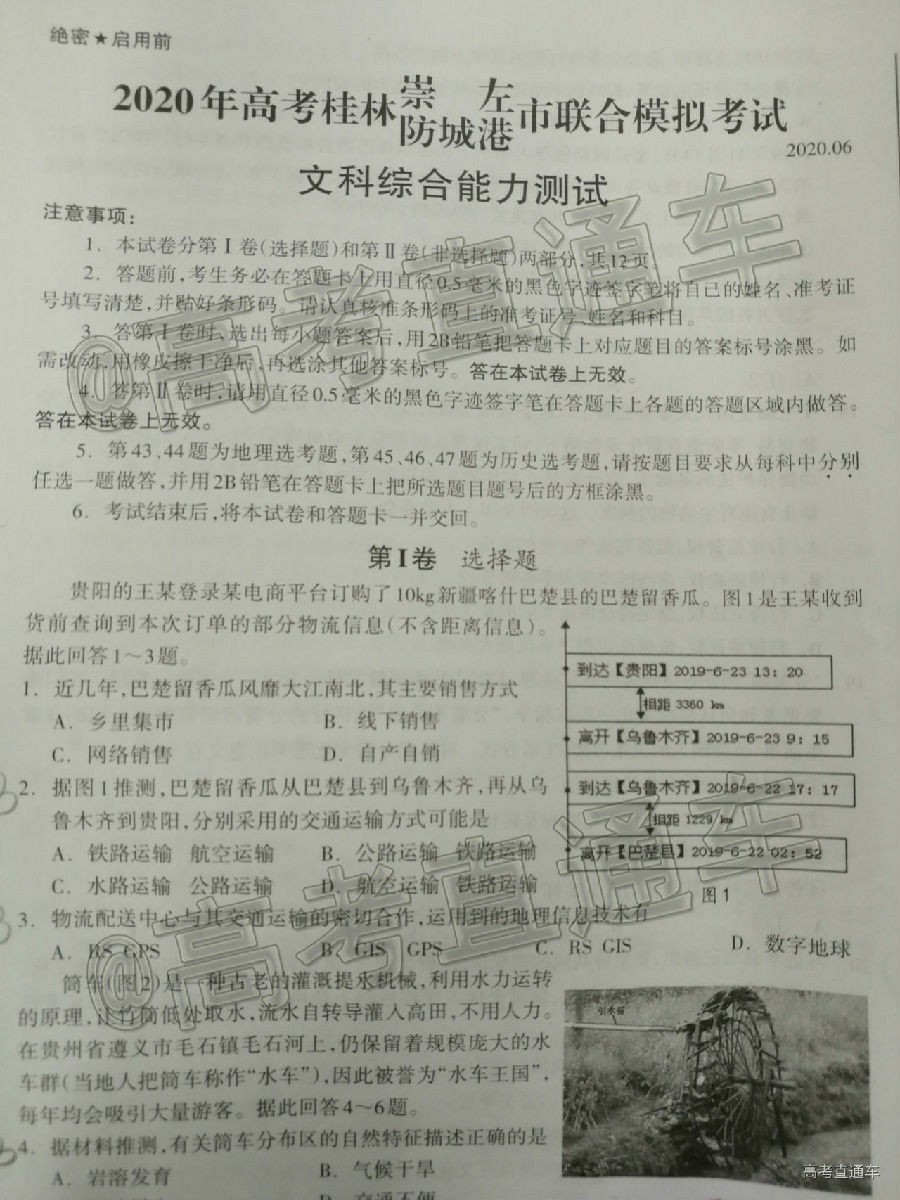 绝密★启用前
2020年高考桂林崇左防城港市联合模拟考试
2020.06
文科综合能力测试
注意事项：
1．本试卷分第Ⅰ卷(选择题)和第Ⅱ卷(非选择题)两部分，共12页。
2．答题前，考生务必在答题卡上用直径0.5毫米的黑色字迹签字笔将自己的姓名、准考证
号填写清楚，并贴好条形码。请认真核准条形码上的准考证号、姓名和科目。
3．答第Ⅰ卷时，选出每小题答案后，用2B铅笔把答题卡上对应题目的答案标号涂黑。如
需改动，用橡皮擦干净后，再选涂其他答案标号。答在本试卷上无效。
4．答第Ⅱ卷时，请用直径0.5毫米的黑色字迹签字笔在答题卡上各题的答题区域内做答。
答在本试卷上无效。
5．第43、44题为地理选考题，第45、46、47题为历史选考题，请按题目要求从每科中分别
任选一题做答，并用2B铅笔在答题卡上把所选题目题号后的方框涂黑。
6．考试结束后，将本试卷和答题卡一并交回。
第Ⅰ卷 选择题
贵阳的王某登录某电商平台订购了10kg新疆喀什巴楚县的巴楚留香瓜。图1是王某收到
货前查询到本次订单的部分物流信息(不含距离信息)。
据此回答1～3题。
1．近几年，巴楚留香瓜风靡大江南北，其主要销售方式
A．乡里集市 B．线下销售
C．网络销售 D．自产自销
2．据图1推测，巴楚留香瓜从巴楚县到乌鲁木齐，再从乌
鲁木齐到贵阳，分别采用的交通运输方式可能是
A．铁路运输 航空运输 B．公路运输 铁路运输
C．水路运输 公路运输 D．航空运输 铁路运输
到达【贵阳】2019-6-23 13：20
相距 3360 km
离开【乌鲁木齐】2019-6-23 9：15
到达【乌鲁木齐】2019-6-22 17：17
相距 1229 km
离开【巴楚县】2019-6-22 02：52
图1
3．物流配送中心与其交通运输的密切合作，运用到的地理信息技术有
A．RS GPS B．GIS GPS C．RS GIS D．数字地球
筒车(图2)是一种古老的灌溉提水机械，利用水力运转
的原理，让竹筒低处取水，流水自转导灌入高田，不用人力。
在贵州省遵义市毛石镇毛石河上，仍保留着规模庞大的水
车群(当地人把筒车称作“水车”)，因此被誉为“水车王国”，
每年均会吸引大量游客。据此回答4～6题。
4．据材料推测，有关筒车分布区的自然特征描述正确的是
A．岩溶发育 B．气候干旱
D．交通不便
引水槽
@高考直通车
@高考直通车
高考直通车